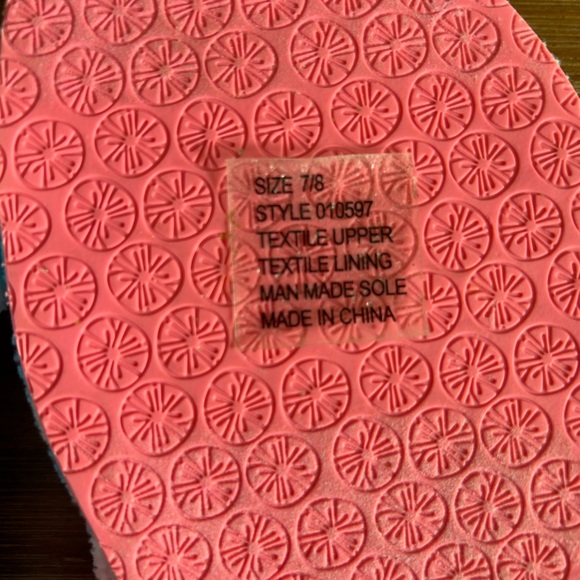 SIZE 7/8
STYLE 010597
TEXTILE UPPER
TEXTILE LINING
MAN MADE SOLE
MADE IN CHINA